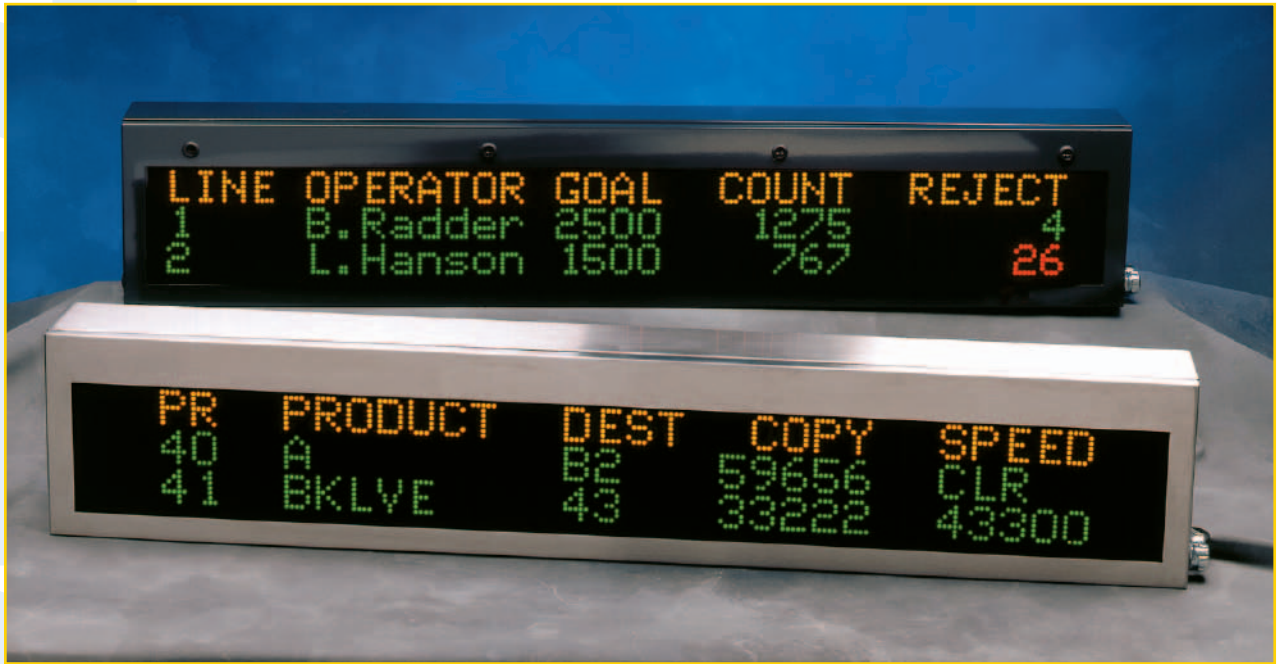 LINE OPERATOR GOAL COUNT REJECT
1 B.Radder 2500 1275 4
2 L.Hanson 1500 767 26
PR PRODUCT DEST COPY SPEED
40 A B2 59656 CLR
41 BKLVE 43 33222 43300